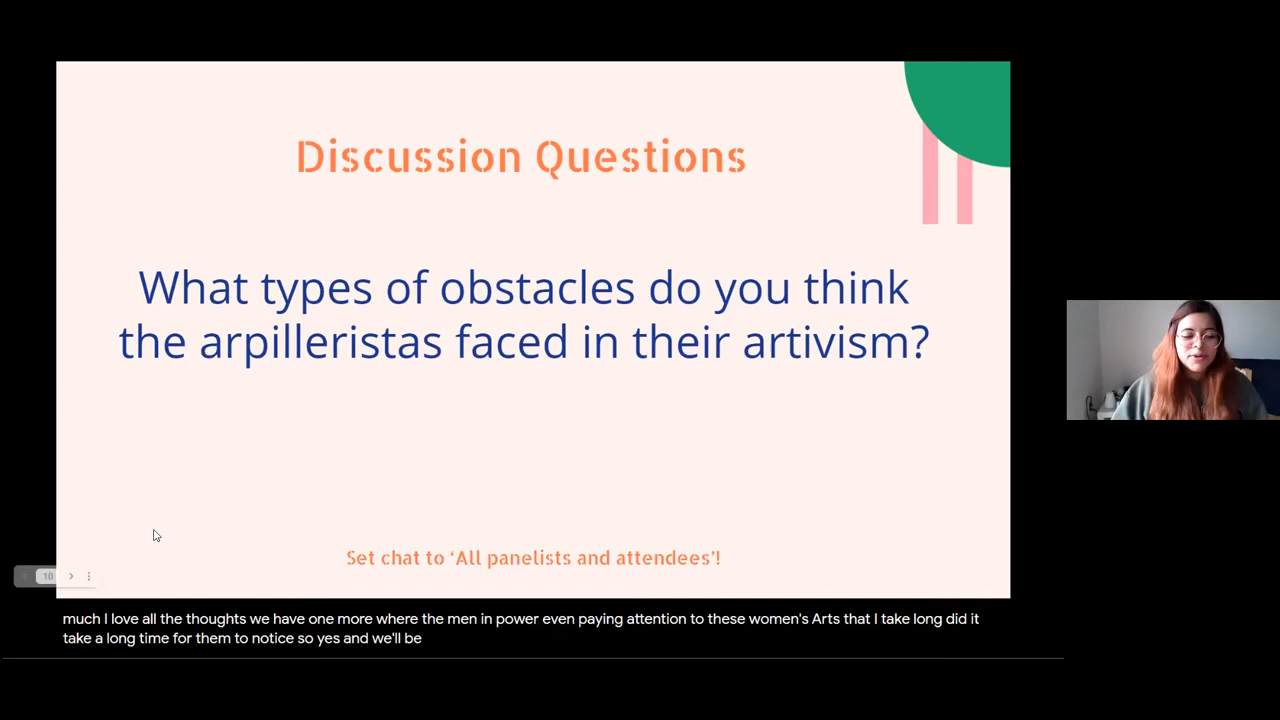 Discussion Questions
What types of obstacles do you think
the arpilleristas faced in their artivism?
Set chat to ‘All panelists and attendees’!
10
much I love all the thoughts we have one more where the men in power even paying attention to these women's Arts that I take long did it
take a long time for them to notice so yes and we'll be